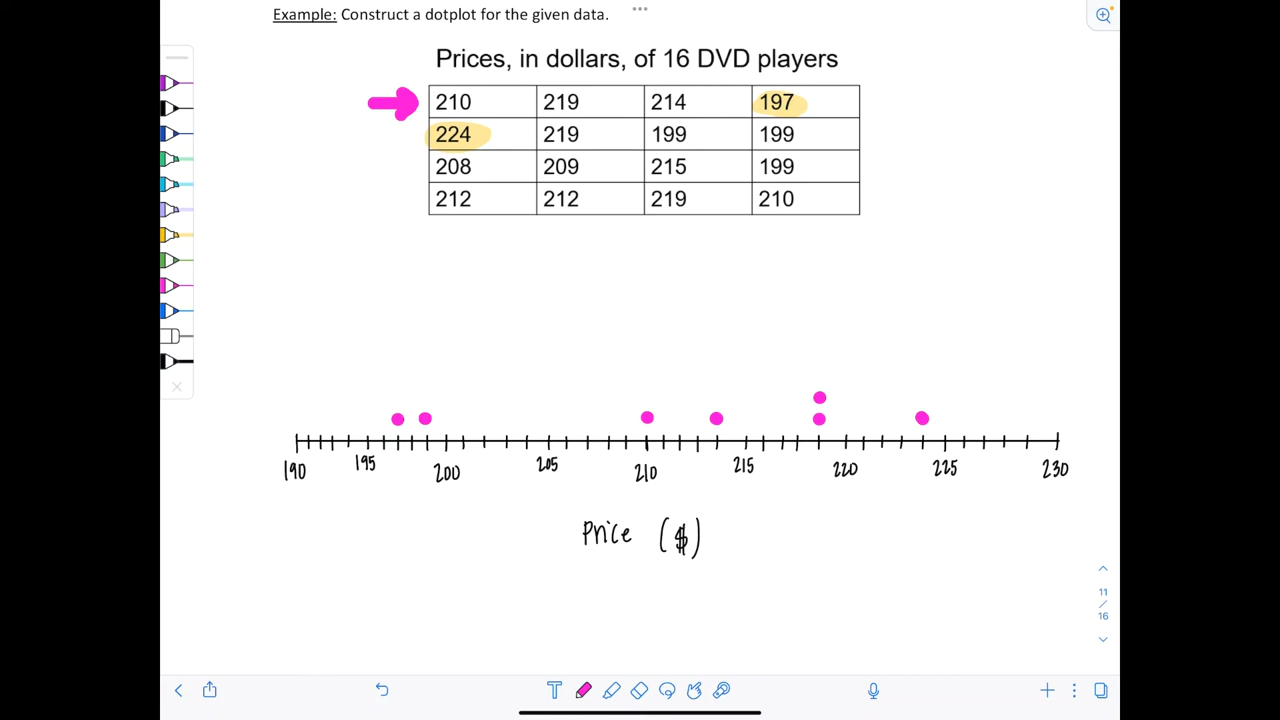 Example: Construct a dotplot for the given data.
Prices, in dollars, of 16 DVD players
210 219 214 197
224 219 199 199
208 209 215 199
212 212 219 210
190 195 200 205 210 215 220 225 230
Price ($)
11
/
16
T